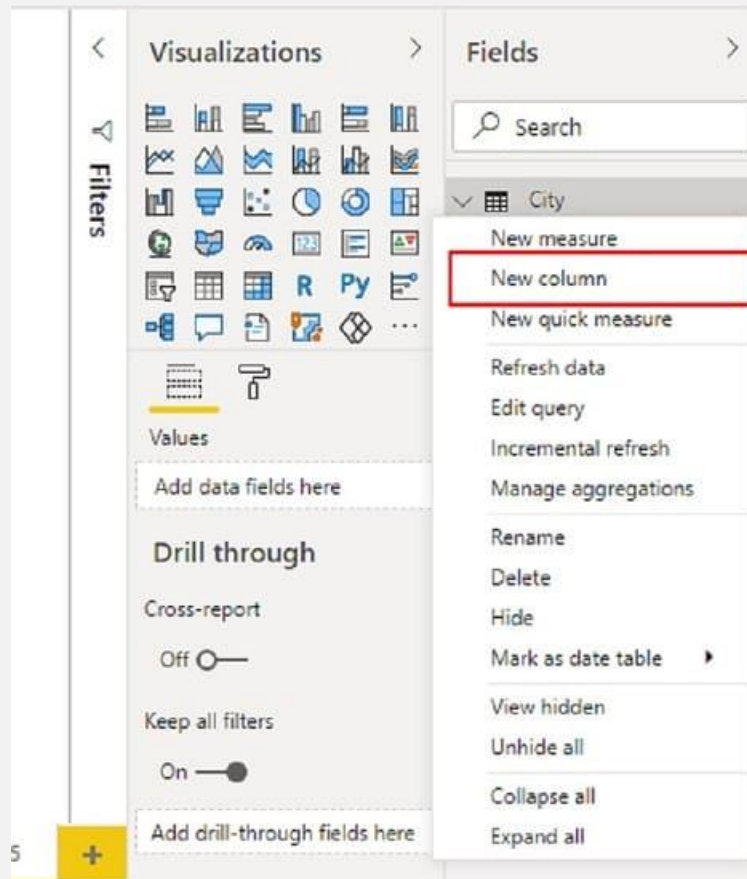 Visualizations
Fields
Search
Filters
City
New measure
New column
New quick measure
Refresh data
Edit query
Incremental refresh
Manage aggregations
Rename
Delete
Hide
Mark as date table
View hidden
Unhide all
Collapse all
Expand all
123
R
Py
...
Values
Add data fields here
Drill through
Cross-report
Off
Keep all filters
On
Add drill-through fields here
5
+